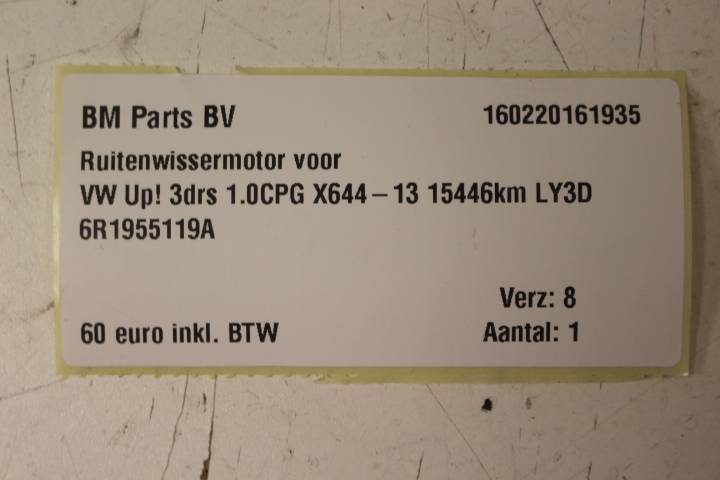 BM Parts BV 160220161935
Ruitenwissermotor voor
VW Up! 3drs 1.0CPG X644 – 13 15446km LY3D
6R1955119A
Verz: 8
60 euro inkl. BTW Aantal: 1